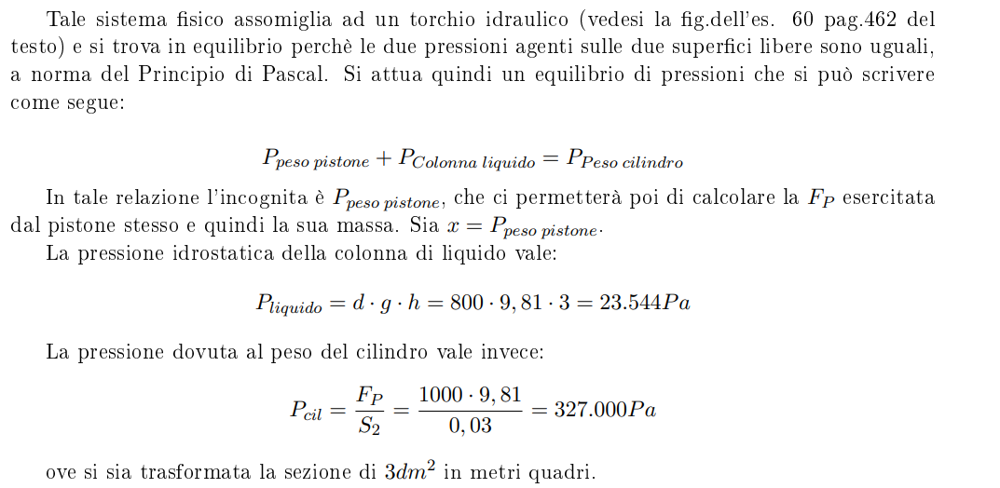 Tale sistema fisico assomiglia ad un torchio idraulico (vedesi la fig.dell'es. 60 pag.462 del
testo) e si trova in equilibrio perchè le due pressioni agenti sulle due superfici libere sono uguali,
a norma del Principio di Pascal. Si attua quindi un equilibrio di pressioni che si può scrivere
come segue:
P_{peso pistone} + P_{Colonna liquido} = P_{Peso cilindro}
In tale relazione l'incognita è P_{peso pistone}, che ci permetterà poi di calcolare la F_P esercitata
dal pistone stesso e quindi la sua massa. Sia x = P_{peso pistone}.
La pressione idrostatica della colonna di liquido vale:
P_{liquido} = d · g · h = 800 · 9,81 · 3 = 23.544Pa
La pressione dovuta al peso del cilindro vale invece:
P_{cil} = \frac{F_P}{S_2} = \frac{1000 · 9,81}{0,03} = 327.000Pa
ove si sia trasformata la sezione di 3dm² in metri quadri.